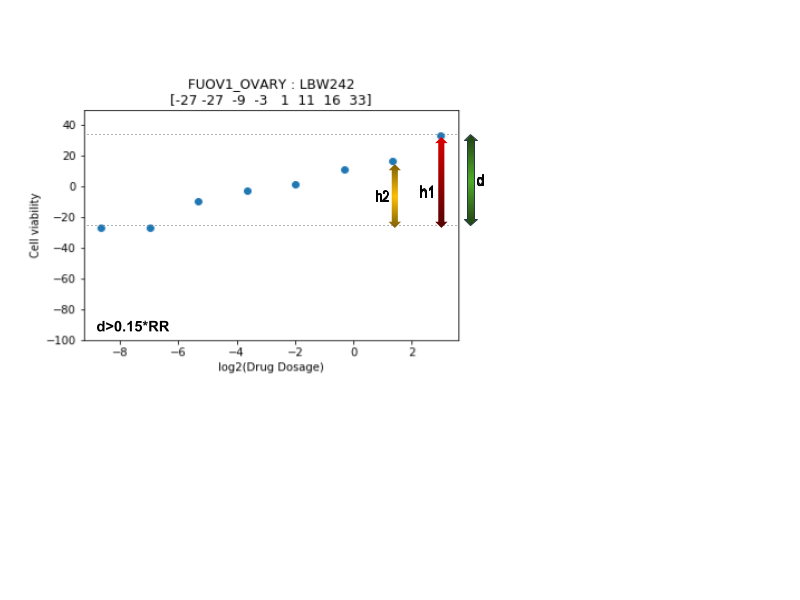 FUOV1_OVARY : LBW242
[-27 -27 -9 -3 1 11 16 33]
40
20
0
−20
−40
−60
−80
−100
Cell viability
h2
h1
d
d>0.15*RR
−8 −6 −4 −2 0 2
log2(Drug Dosage)